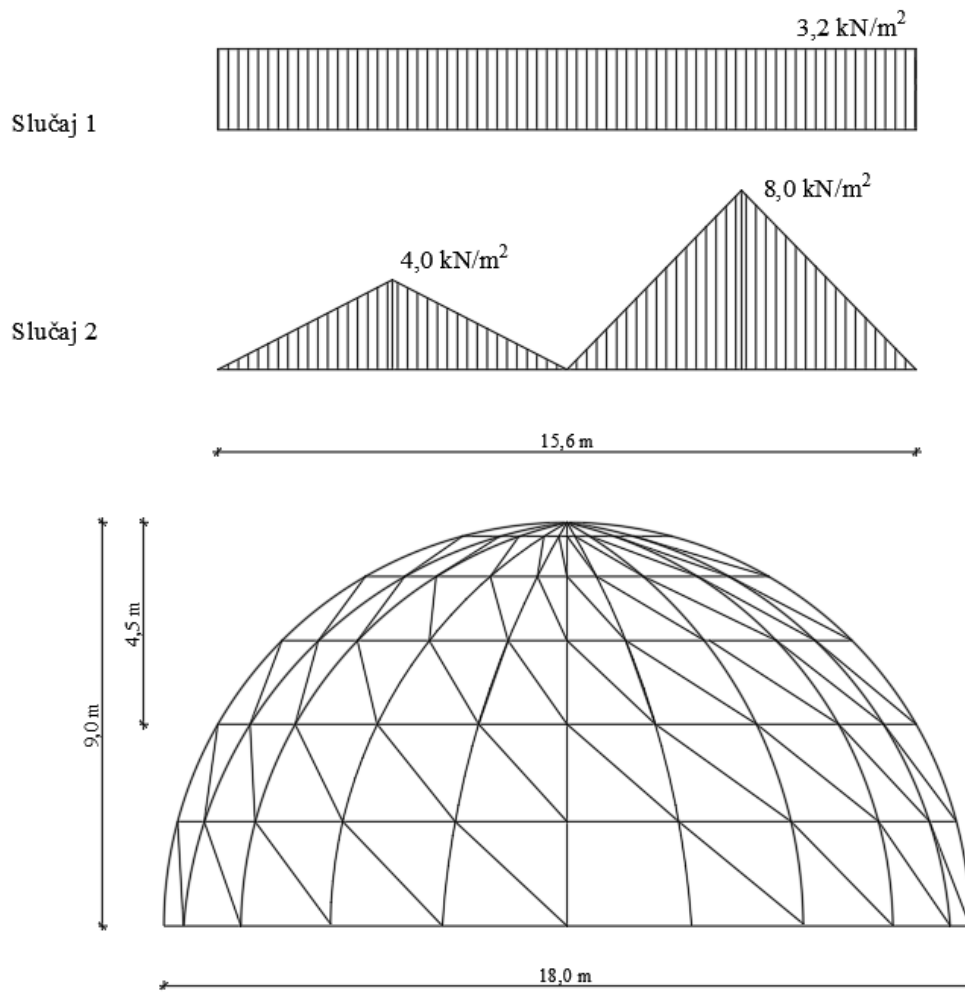 3,2 kN/m²
Slučaj 1
8,0 kN/m²
4,0 kN/m²
Slučaj 2
15,6 m
4,5 m
9,0 m
18,0 m